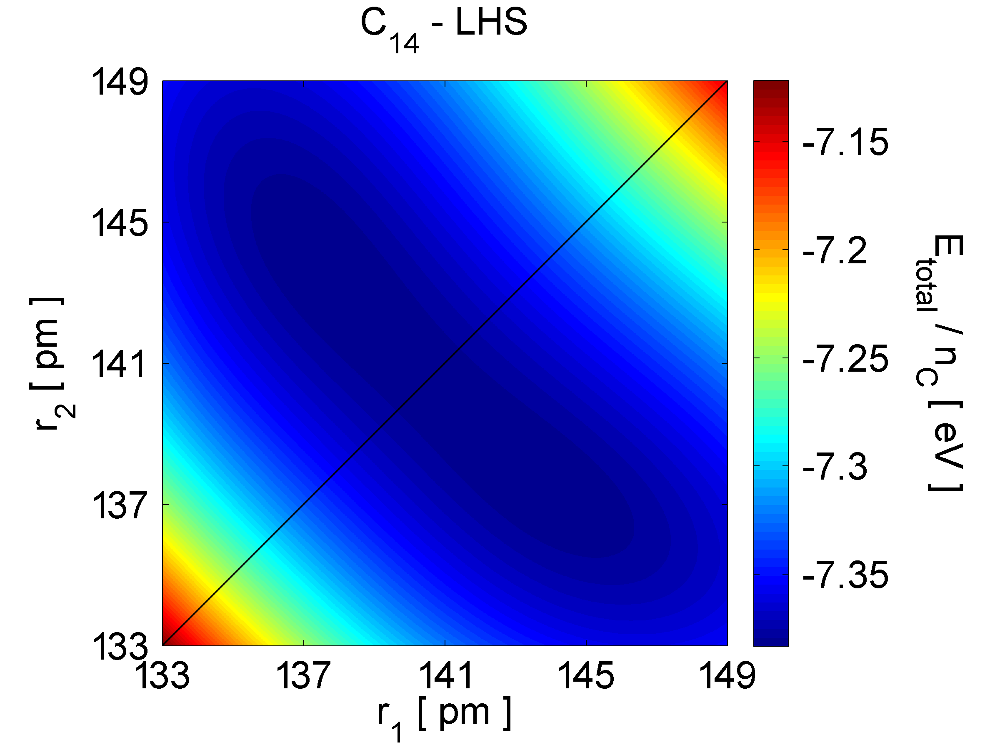 C14 - LHS
149
145
141
137
133
133 137 141 145 149
r1 [ pm ]
r2 [ pm ]
-7.15
-7.2
-7.25
-7.3
-7.35
Etotal / nC [ eV ]